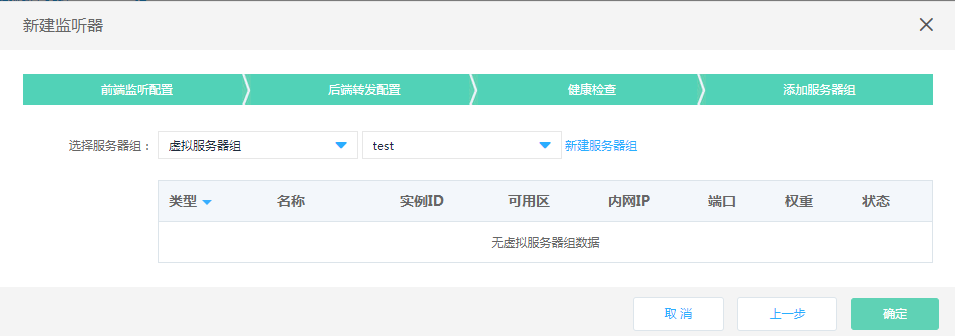 新建监听器
前端监听配置 后端转发配置 健康检查 添加服务器组
选择服务器组： 虚拟服务器组 test 新建服务器组
类型 名称 实例ID 可用区 内网IP 端口 权重 状态
无虚拟服务器组数据
取 消 上一步 确定